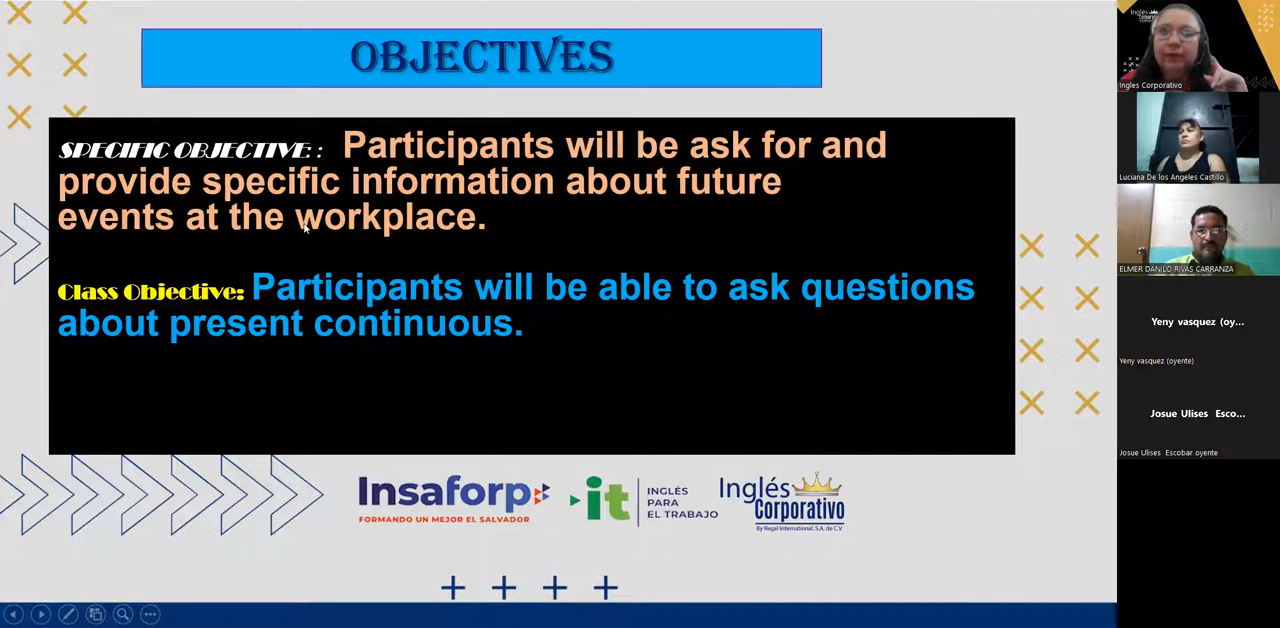 OBJECTIVES
SPECIFIC OBJECTIVE: : Participants will be ask for and
provide specific information about future
events at the workplace.
Class Objective: Participants will be able to ask questions
about present continuous.
Insaforp
FORMANDO UN MEJOR EL SALVADOR
it
INGLÉS
PARA
EL TRABAJO
Inglés
Corporativo
By Regal International, S.A. de C.V.
Inglés
Ingles Corporativo
Luciana De los Angeles Castillo
ELMER DANILO RIVAS CARRANZA
Yeny vasquez (oy...
Yeny vasquez (oyente)
Josue Ulises Esco...
Josue Ulises Escobar oyente